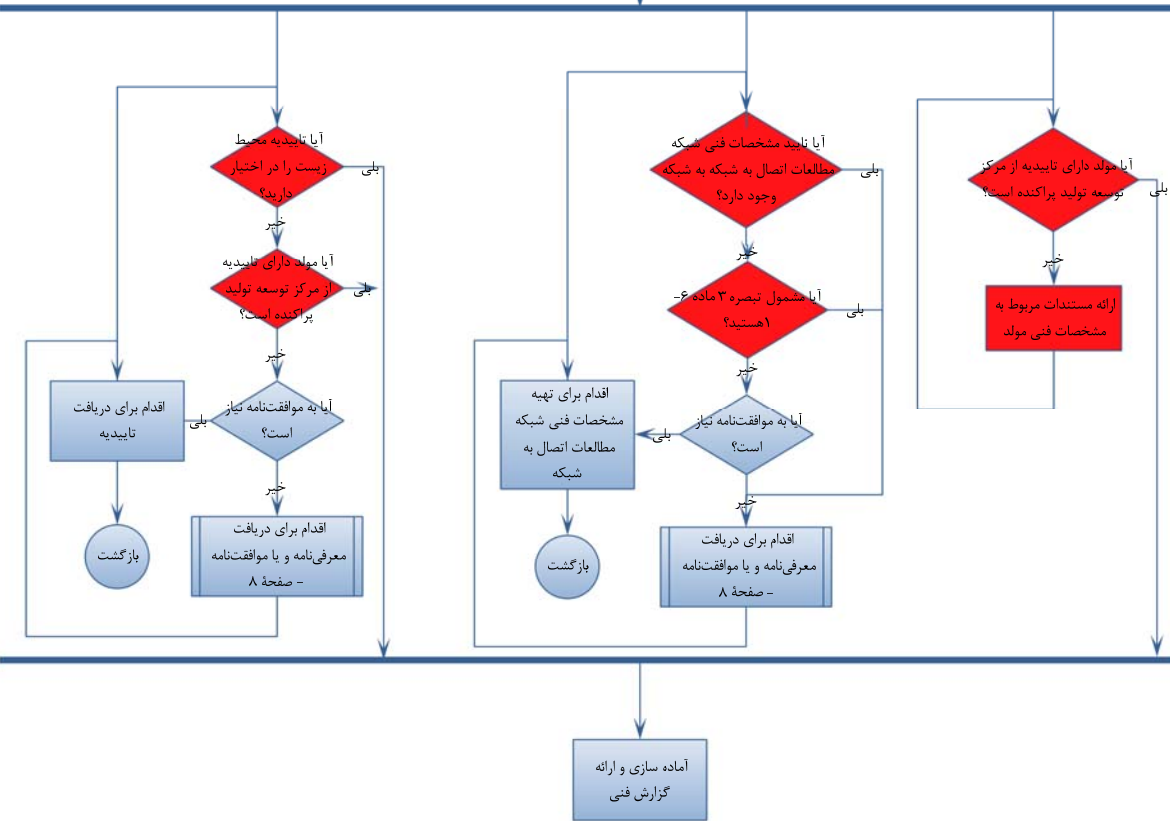 آیا مولد دارای تاییدیه از مرکز
توسعه تولید پراکنده است؟
بلی
خیر
ارائه مستندات مربوط به
مشخصات فنی مولد
آیا تایید مشخصات فنی شبکه
مطالعات اتصال به شبکه به شبکه
وجود دارد؟
بلی
خیر
آیا مشمول تبصره ۳ ماده ۶-
۱هستید؟
بلی
خیر
آیا به موافقت‌نامه نیاز
است؟
بلی
اقدام برای تهیه
مشخصات فنی شبکه
مطالعات اتصال به
شبکه
بازگشت
خیر
اقدام برای دریافت
معرفی‌نامه و یا موافقت‌نامه
- صفحۀ ۸
آیا تاییدیه محیط
زیست را در اختیار
دارید؟
بلی
خیر
آیا مولد دارای تاییدیه
از مرکز توسعه تولید
پراکنده است؟
بلی
خیر
آیا به موافقت‌نامه نیاز
است؟
بلی
اقدام برای دریافت
تاییدیه
بازگشت
خیر
اقدام برای دریافت
معرفی‌نامه و یا موافقت‌نامه
- صفحۀ ۸
آماده سازی و ارائه
گزارش فنی